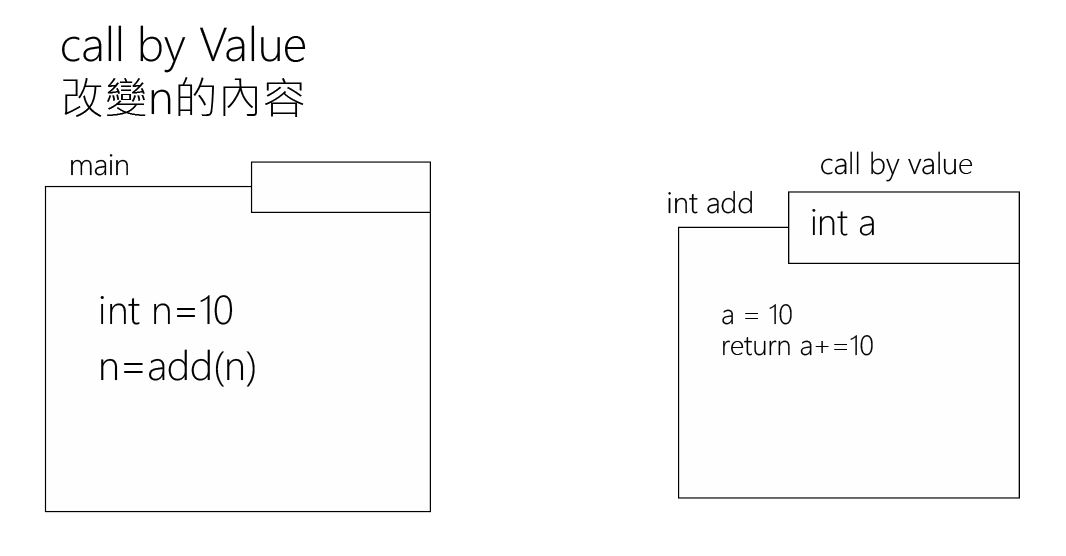 call by Value
改變n的內容
main
int n=10
n=add(n)
call by value
int add
int a
a = 10
return a+=10